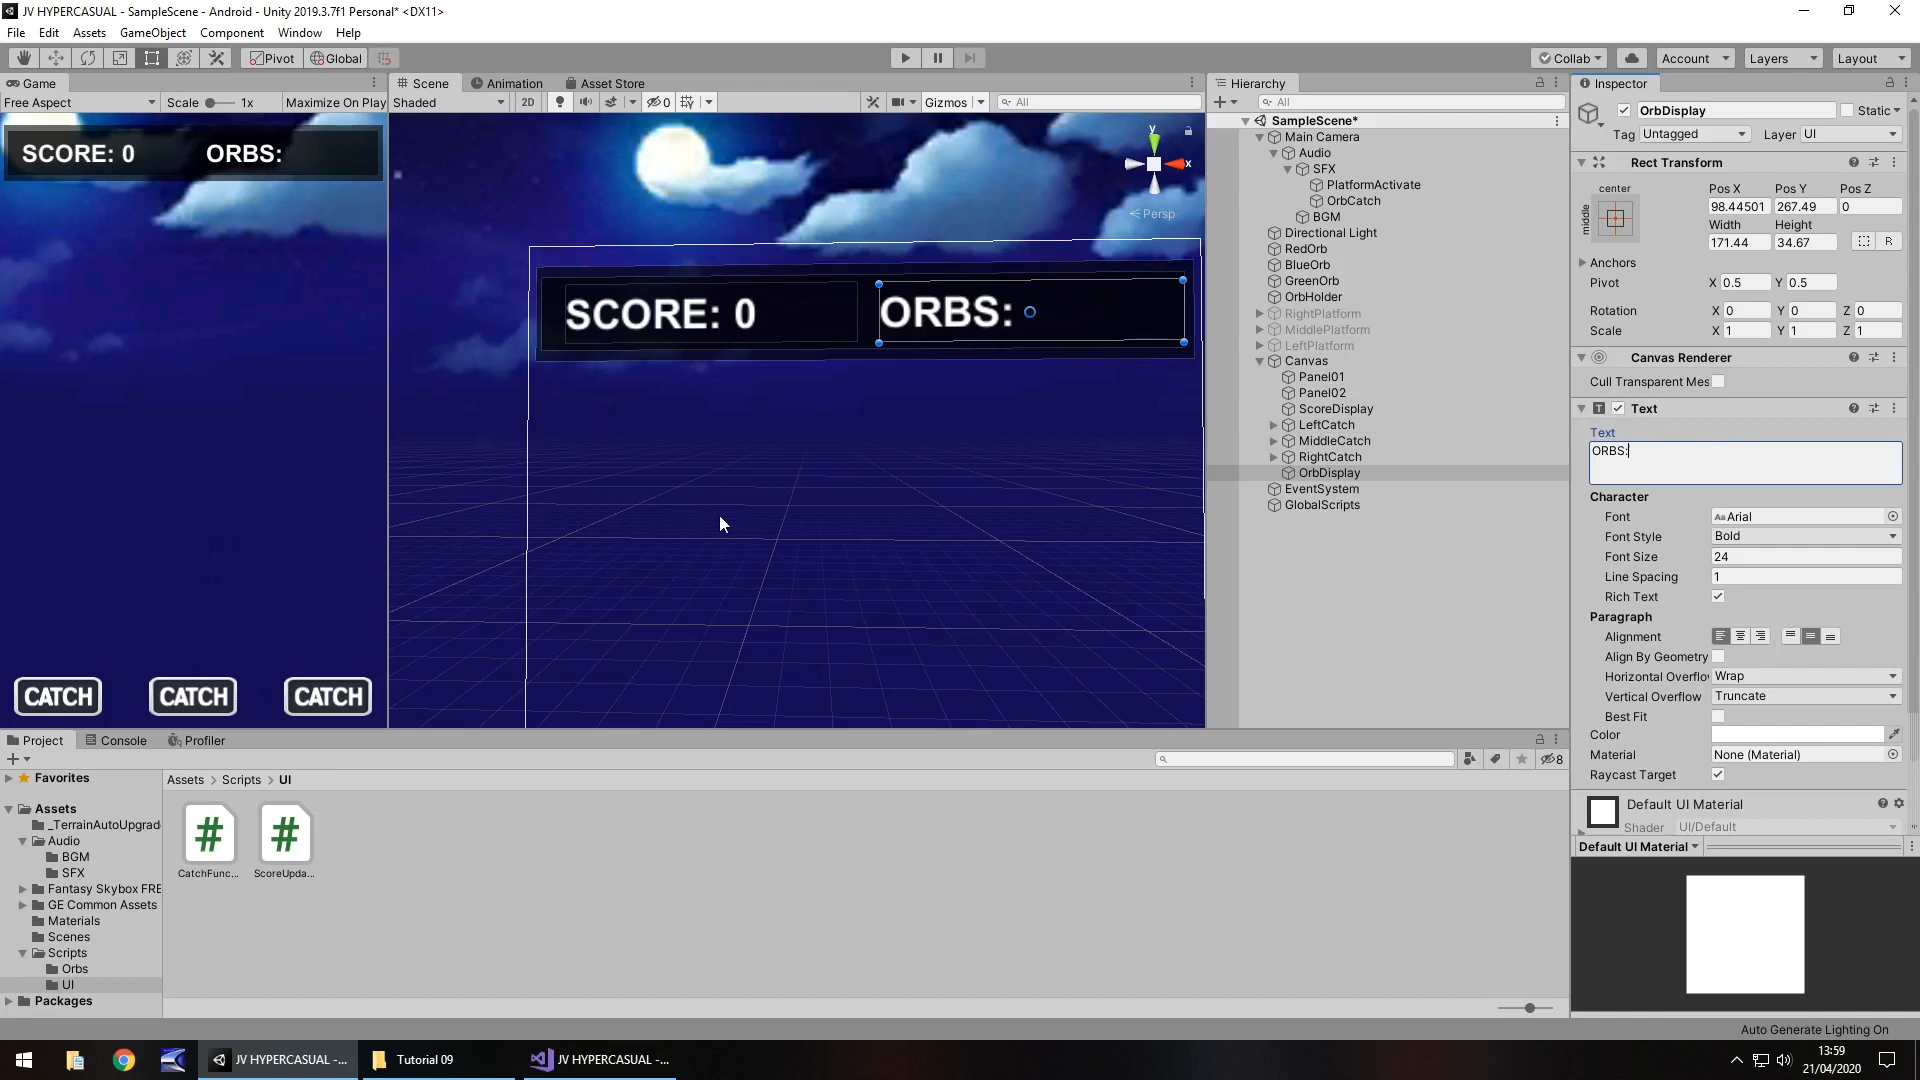 JV HYPERCASUAL - SampleScene - Android - Unity 2019.3.7f1 Personal* <DX11>
File Edit Assets GameObject Component Window Help
Pivot Global Collab Account Layers Layout
Game
Free Aspect Scale 1x Maximize On Play
SCORE: 0 ORBS:
CATCH CATCH CATCH
Scene Animation Asset Store
Shaded 2D 0 Gizmos All
y
x
Persp
SCORE: 0 ORBS:
Hierarchy
All
SampleScene*
Main Camera
Audio
SFX
PlatformActivate
OrbCatch
BGM
Directional Light
RedOrb
BlueOrb
GreenOrb
OrbHolder
RightPlatform
MiddlePlatform
LeftPlatform
Canvas
Panel01
Panel02
ScoreDisplay
LeftCatch
MiddleCatch
RightCatch
OrbDisplay
EventSystem
GlobalScripts
Inspector
OrbDisplay Static
Tag Untagged Layer UI
Rect Transform
center
middle
Pos X Pos Y Pos Z
98.44501 267.49 0
Width Height
171.44 34.67 R
Anchors
Pivot X 0.5 Y 0.5
Rotation X 0 Y 0 Z 0
Scale X 1 Y 1 Z 1
Canvas Renderer
Cull Transparent Mes
Text
Text
ORBS:
Character
Font Arial
Font Style Bold
Font Size 24
Line Spacing 1
Rich Text
Paragraph
Alignment
Align By Geometry
Horizontal Overflo Wrap
Vertical Overflow Truncate
Best Fit
Color
Material None (Material)
Raycast Target
Default UI Material
Shader UI/Default
Default UI Material
Project Console Profiler
8
Favorites
Assets
_TerrainAutoUpgrad
Audio
BGM
SFX
Fantasy Skybox FRE
GE Common Assets
Materials
Scenes
Scripts
Orbs
UI
Packages
Assets > Scripts > UI
CatchFunc... ScoreUpda...
Auto Generate Lighting On
JV HYPERCASUAL -... Tutorial 09 JV HYPERCASUAL -...
13:59
21/04/2020